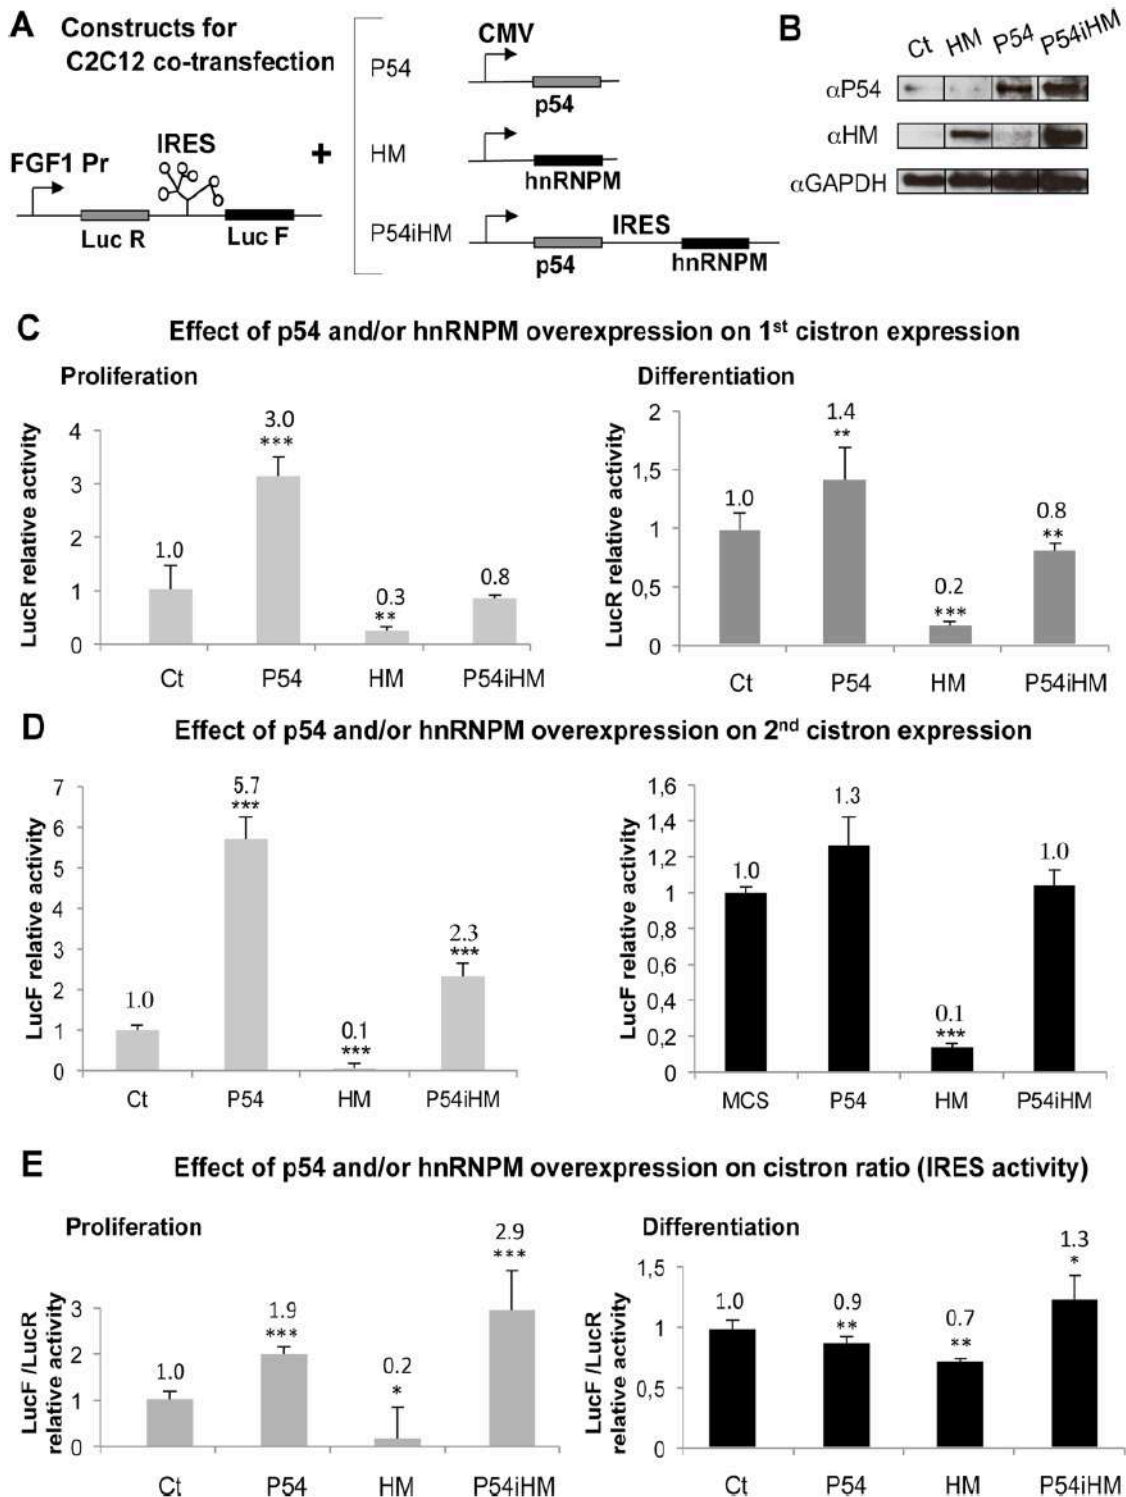 A Constructs for
C2C12 co-transfection
FGF1 Pr
IRES
Luc R
Luc F
+
P54
CMV
p54
HM
hnRNPM
P54iHM
IRES
p54
hnRNPM
B
Ct HM P54 P54iHM
αP54
αHM
αGAPDH
C Effect of p54 and/or hnRNPM overexpression on 1st cistron expression
Proliferation
LucR relative activity
4
3
2
1
0
1.0
3.0
***
0.3
**
0.8
Ct P54 HM P54iHM
Differentiation
LucR relative activity
2
1,5
1
0,5
0
1.0
1.4
**
0.2
***
0.8
**
Ct P54 HM P54iHM
D Effect of p54 and/or hnRNPM overexpression on 2nd cistron expression
LucF relative activity
7
6
5
4
3
2
1
0
1.0
5.7
***
0.1
***
2.3
***
Ct P54 HM P54iHM
LucF relative activity
1,6
1,4
1,2
1
0,8
0,6
0,4
0,2
0
1.0
1.3
0.1
***
1.0
MCS P54 HM P54iHM
E Effect of p54 and/or hnRNPM overexpression on cistron ratio (IRES activity)
Proliferation
LucF /LucR
relative activity
3
2
1
0
1.0
1.9
***
0.2
*
2.9
***
Ct P54 HM P54iHM
Differentiation
LucF /LucR
relative activity
1,5
1
0,5
0
1.0
0.9
**
0.7
**
1.3
*
Ct P54 HM P54iHM